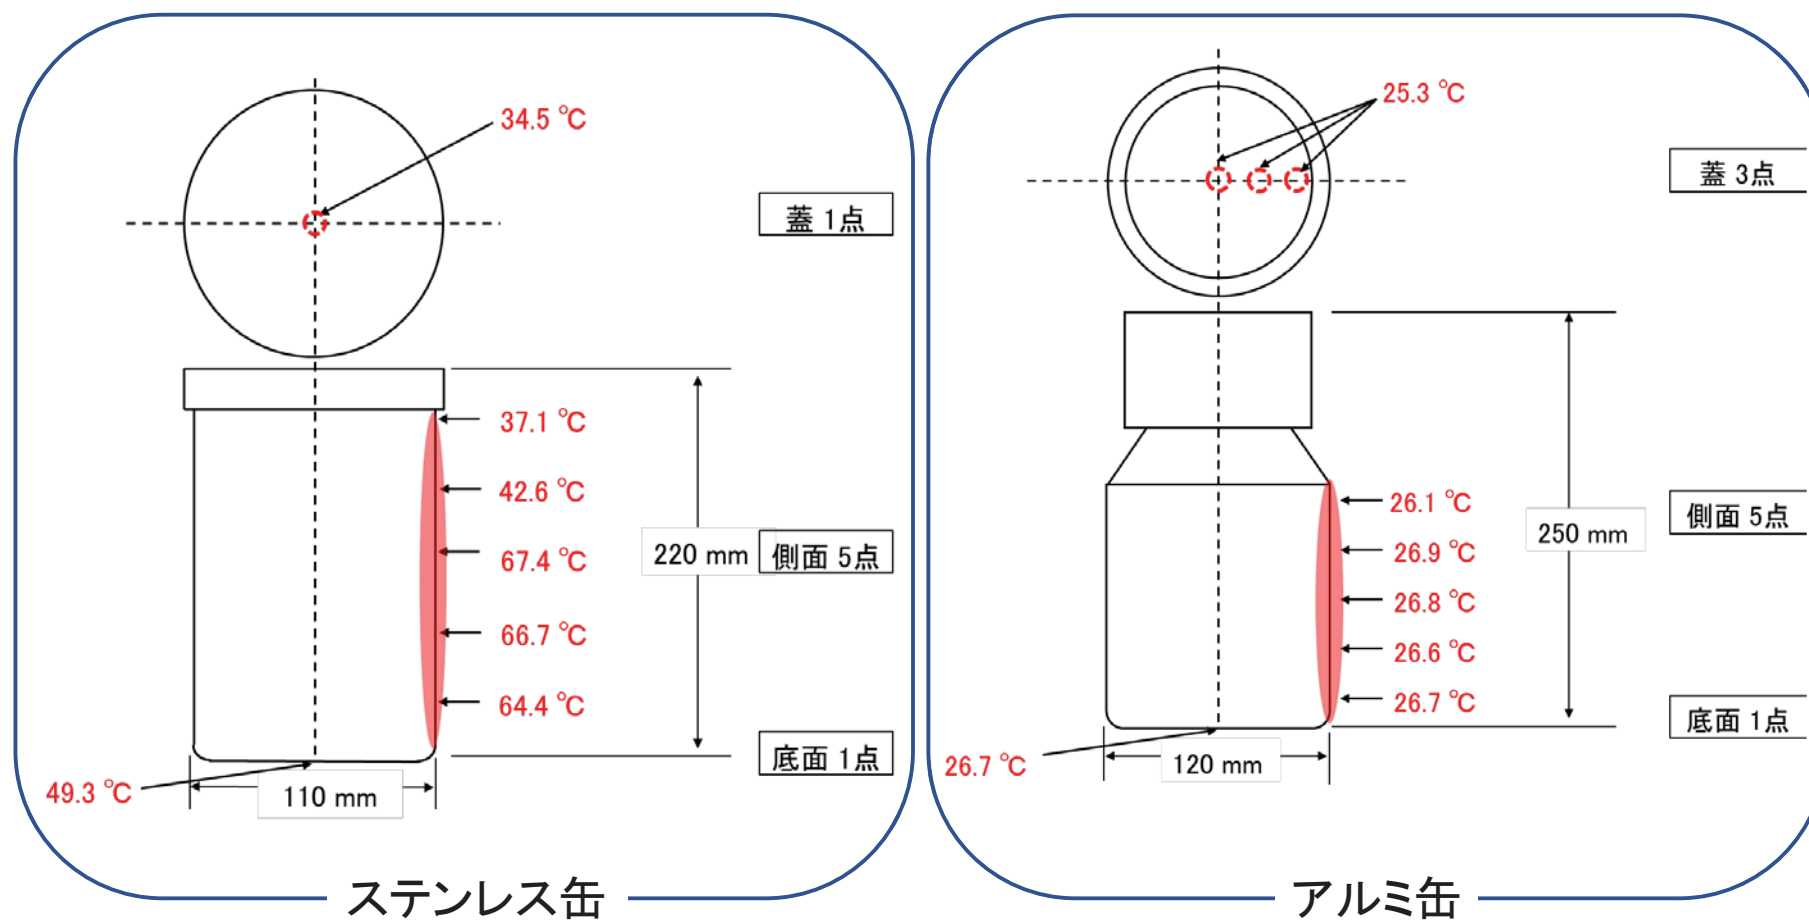 34.5 ℃
蓋 1点
37.1 ℃
42.6 ℃
67.4 ℃
66.7 ℃
64.4 ℃
220 mm
側面 5点
底面 1点
49.3 ℃
110 mm
ステンレス缶
25.3 ℃
蓋 3点
26.1 ℃
26.9 ℃
26.8 ℃
26.6 ℃
26.7 ℃
250 mm
側面 5点
底面 1点
26.7 ℃
120 mm
アルミ缶